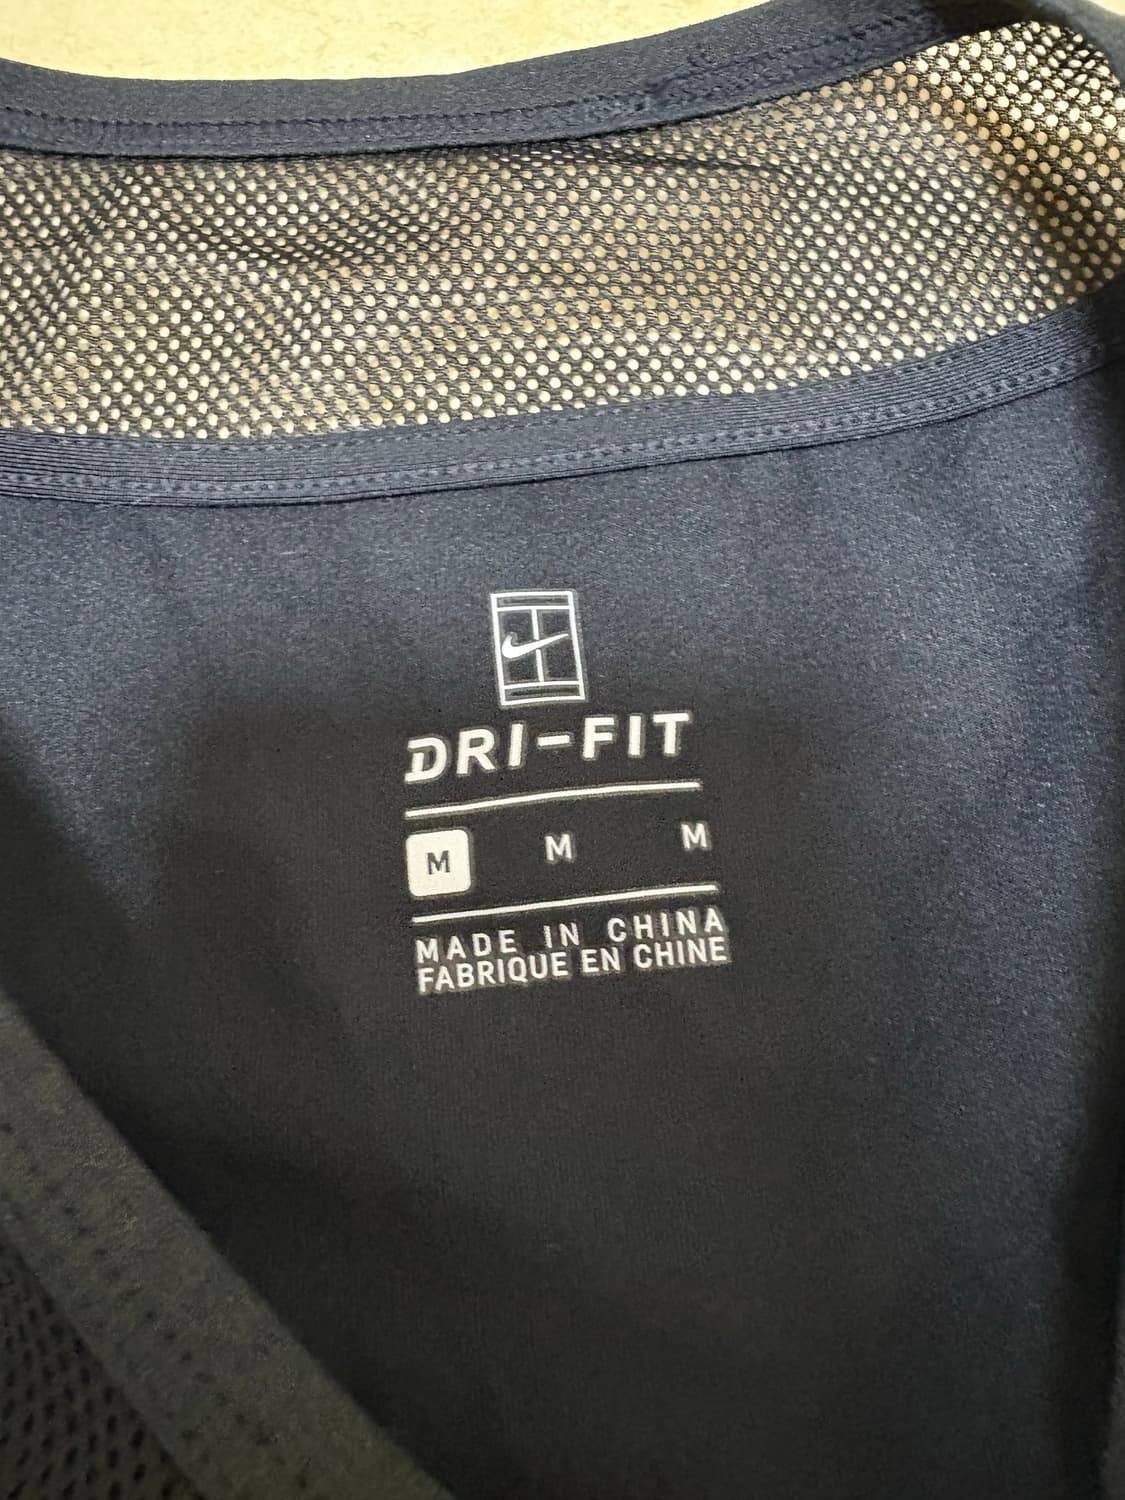 DRI-FIT
M M M
MADE IN CHINA
FABRIQUE EN CHINE